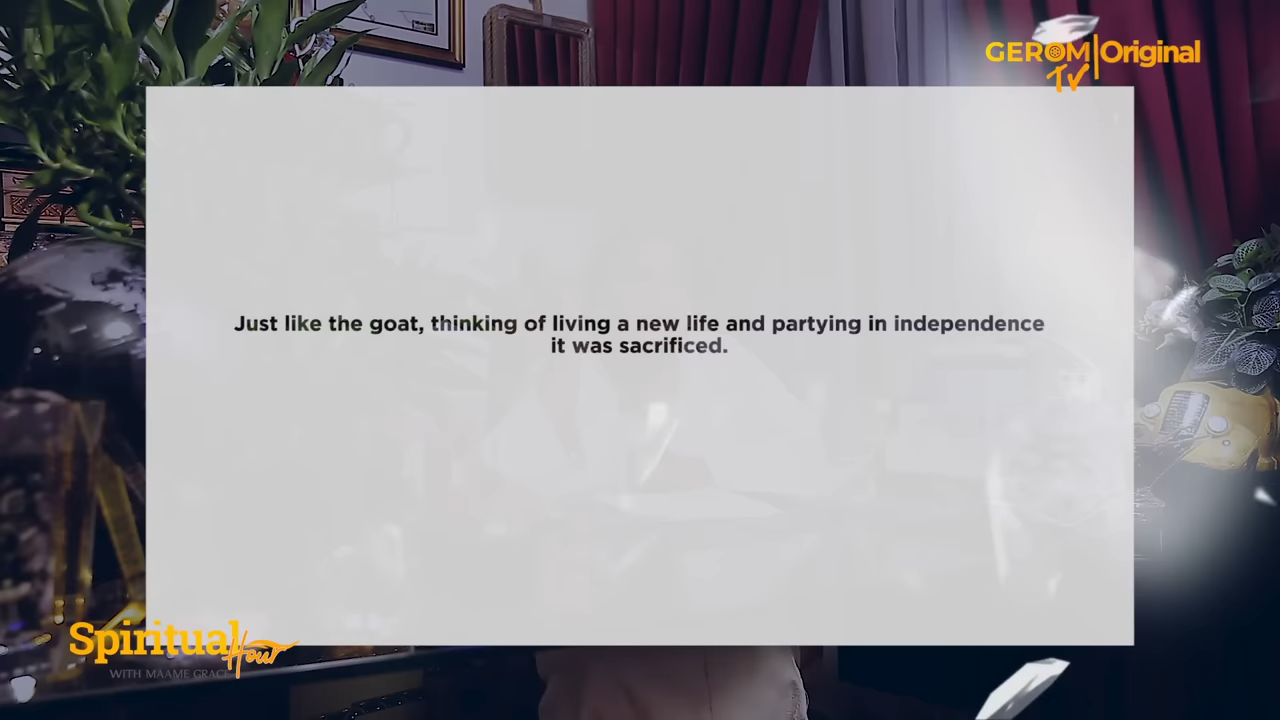 GEROM TV | Original
Just like the goat, thinking of living a new life and partying in independence
it was sacrificed.
Spiritual Hour
WITH MAAME GRACE